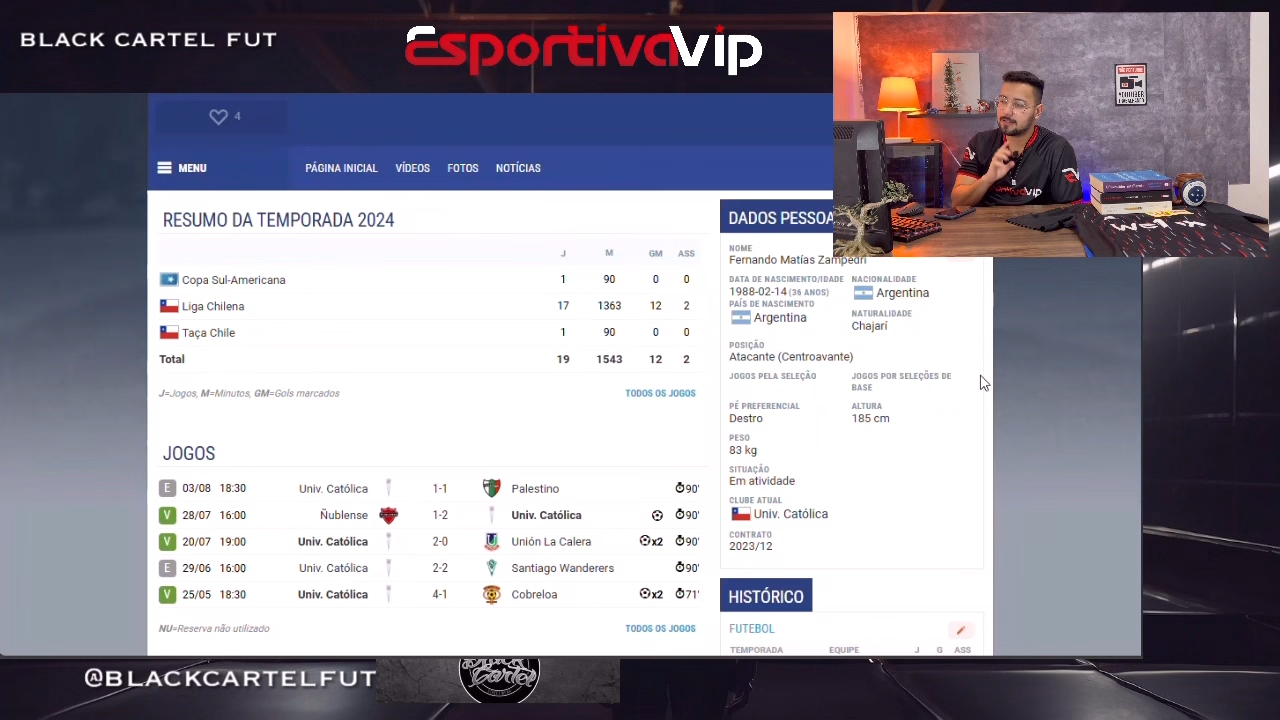 BLACK CARTEL FUT
EsportivaVip
4
MENU
PÁGINA INICIAL VÍDEOS FOTOS NOTÍCIAS
RESUMO DA TEMPORADA 2024
J M GM ASS
Copa Sul-Americana 1 90 0 0
Liga Chilena 17 1363 12 2
Taça Chile 1 90 0 0
Total 19 1543 12 2
J=Jogos, M=Minutos, GM=Gols marcados
TODOS OS JOGOS
JOGOS
E 03/08 18:30 Univ. Católica 1-1 Palestino 90'
V 28/07 16:00 Ñublense 1-2 Univ. Católica 90'
V 20/07 19:00 Univ. Católica 2-0 Unión La Calera x2 90'
E 29/06 16:00 Univ. Católica 2-2 Santiago Wanderers 90'
V 25/05 18:30 Univ. Católica 4-1 Cobreloa x2 71'
NU=Reserva não utilizado
TODOS OS JOGOS
DADOS PESSOA
NOME
Fernando Matías Zampedri
DATA DE NASCIMENTO/IDADE
1988-02-14 (36 ANOS)
NACIONALIDADE
Argentina
PAÍS DE NASCIMENTO
Argentina
NATURALIDADE
Chajarí
POSIÇÃO
Atacante (Centroavante)
JOGOS PELA SELEÇÃO
JOGOS POR SELEÇÕES DE
BASE
PÉ PREFERENCIAL
Destro
ALTURA
185 cm
PESO
83 kg
SITUAÇÃO
Em atividade
CLUBE ATUAL
Univ. Católica
CONTRATO
2023/12
HISTÓRICO
FUTEBOL
TEMPORADA EQUIPE J G ASS
@BLACKCARTELFUT
Black
Cartel